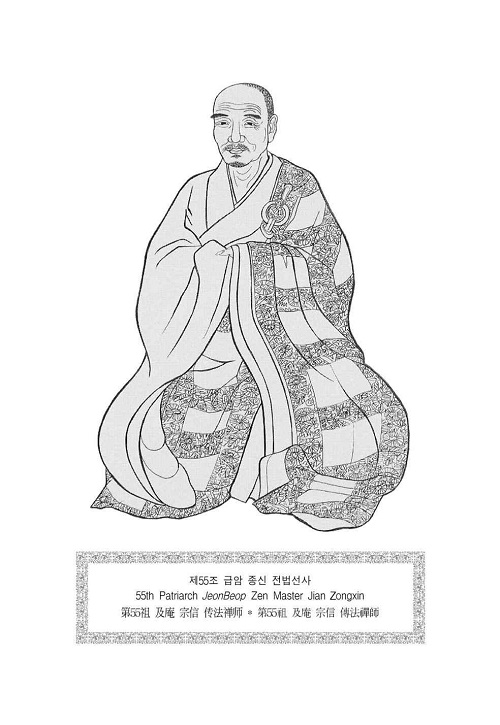 제55조 급암 종신 전법선사
55th Patriarch JeonBeop Zen Master Jian Zongxin
第55祖 及庵 宗信 传法禅师 * 第55祖 及庵 宗信 傳法禪師